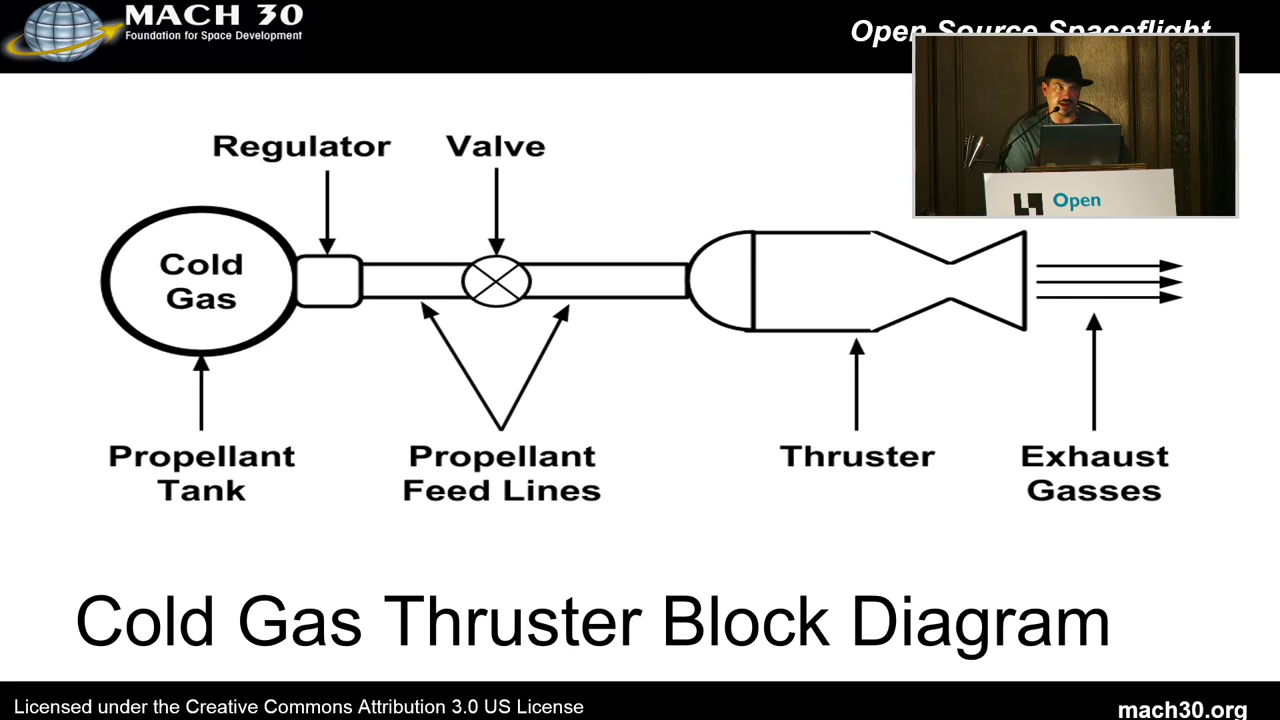 MACH 30
Foundation for Space Development
Open Source Spaceflight
Open
Regulator
Valve
Cold
Gas
Propellant
Tank
Propellant
Feed Lines
Thruster
Exhaust
Gasses
Cold Gas Thruster Block Diagram
Licensed under the Creative Commons Attribution 3.0 US License
mach30.org